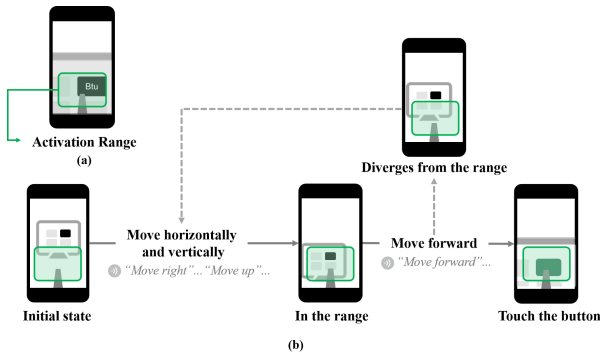 Btu
Activation Range
(a)
Diverges from the range
Move horizontally
and vertically
“Move right”...“Move up”...
Move forward
“Move forward”...
Initial state
In the range
Touch the button
(b)